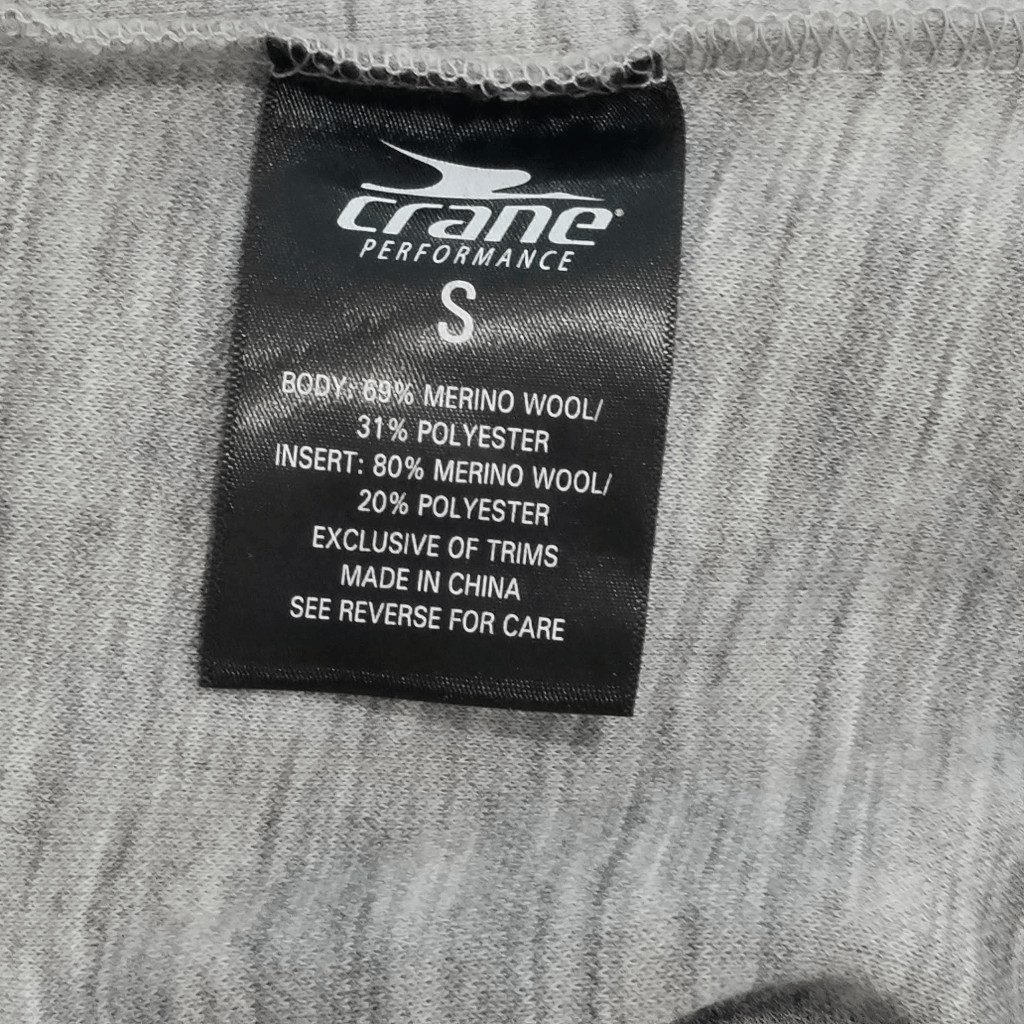 crane®
PERFORMANCE
S
BODY: 69% MERINO WOOL/
31% POLYESTER
INSERT: 80% MERINO WOOL/
20% POLYESTER
EXCLUSIVE OF TRIMS
MADE IN CHINA
SEE REVERSE FOR CARE